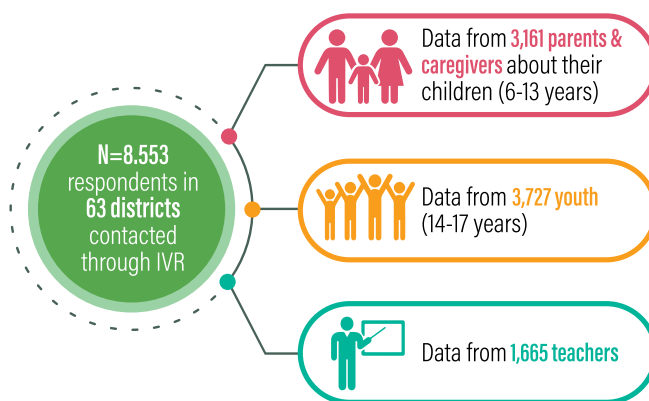 N=8.553
respondents in
63 districts
contacted
through IVR
Data from 3,161 parents &
caregivers about their
children (6-13 years)
Data from 3,727 youth
(14-17 years)
Data from 1,665 teachers